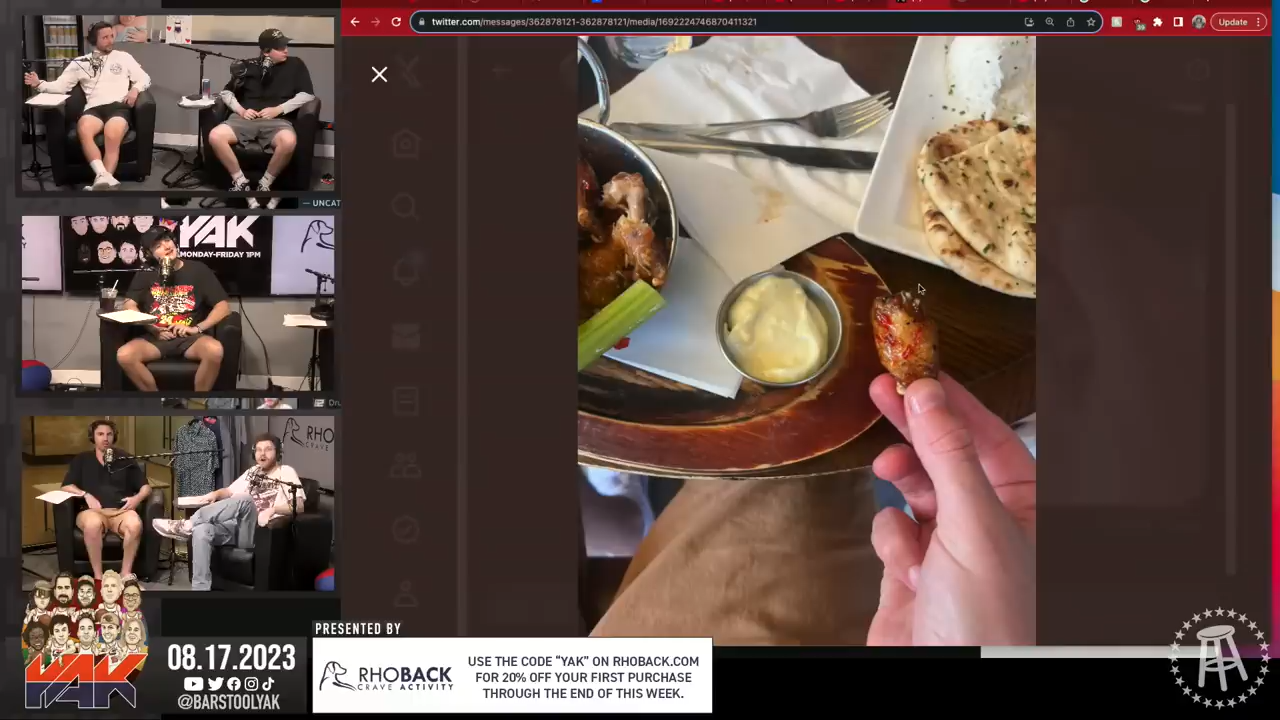 twitter.com/messages/362878121-362878121/media/1692224746870411321
Update
— UNCAT
YAK
MONDAY-FRIDAY 1PM
RHO
CRAVE
YAK
08.17.2023
@BARSTOOLYAK
PRESENTED BY
RHOBACK
CRAVE ACTIVITY
USE THE CODE “YAK” ON RHOBACK.COM
FOR 20% OFF YOUR FIRST PURCHASE
THROUGH THE END OF THIS WEEK.